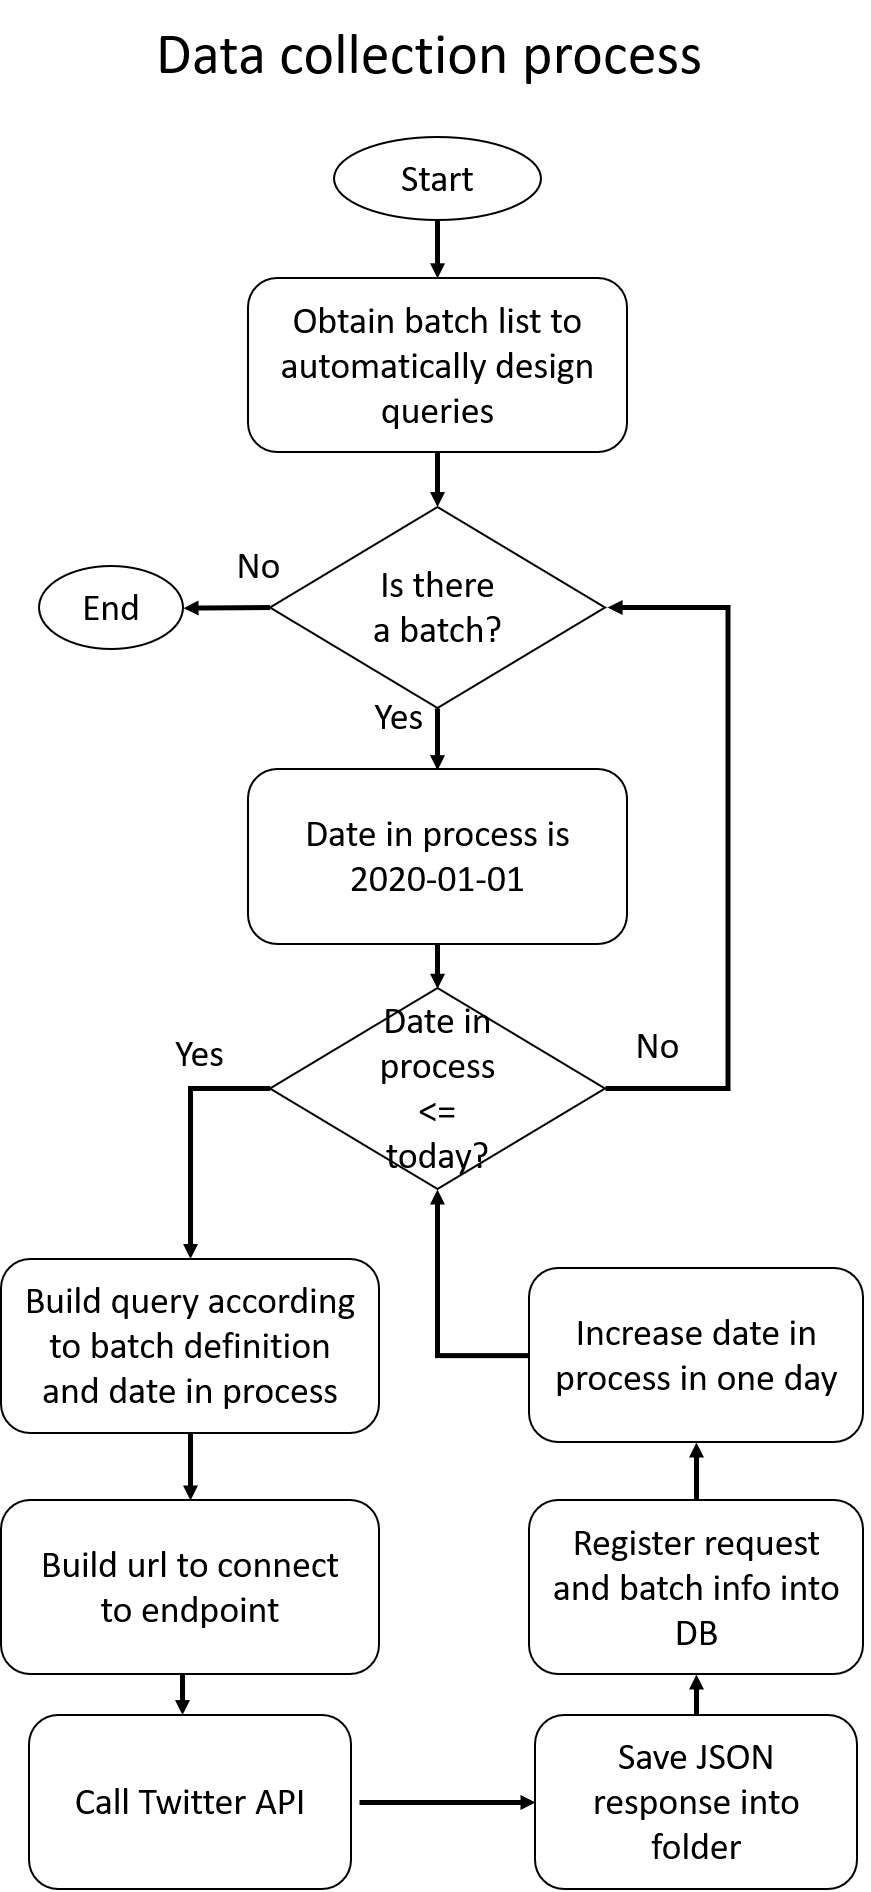 Data collection process
Start
Obtain batch list to
automatically design
queries
No
End
Is there
a batch?
Yes
Date in process is
2020-01-01
Date in
process
<=
today?
Yes
No
Build query according
to batch definition
and date in process
Build url to connect
to endpoint
Call Twitter API
Save JSON
response into
folder
Register request
and batch info into
DB
Increase date in
process in one day